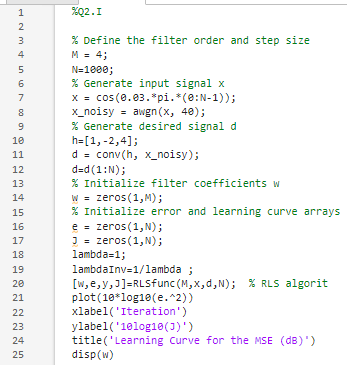 1 %Q2.I
2
3 % Define the filter order and step size
4 M = 4;
5 N=1000;
6 % Generate input signal x
7 x = cos(0.03.*pi.*(0:N-1));
8 x_noisy = awgn(x, 40);
9 % Generate desired signal d
10 h=[1,-2,4];
11 d = conv(h, x_noisy);
12 d=d(1:N);
13 % Initialize filter coefficients w
14 w = zeros(1,M);
15 % Initialize error and learning curve arrays
16 e = zeros(1,N);
17 J = zeros(1,N);
18 lambda=1;
19 lambdaInv=1/lambda ;
20 [w,e,y,J]=RLSfunc(M,x,d,N); % RLS algorit
21 plot(10*log10(e.^2))
22 xlabel('Iteration')
23 ylabel('10log10(J)')
24 title('Learning Curve for the MSE (dB)')
25 disp(w)